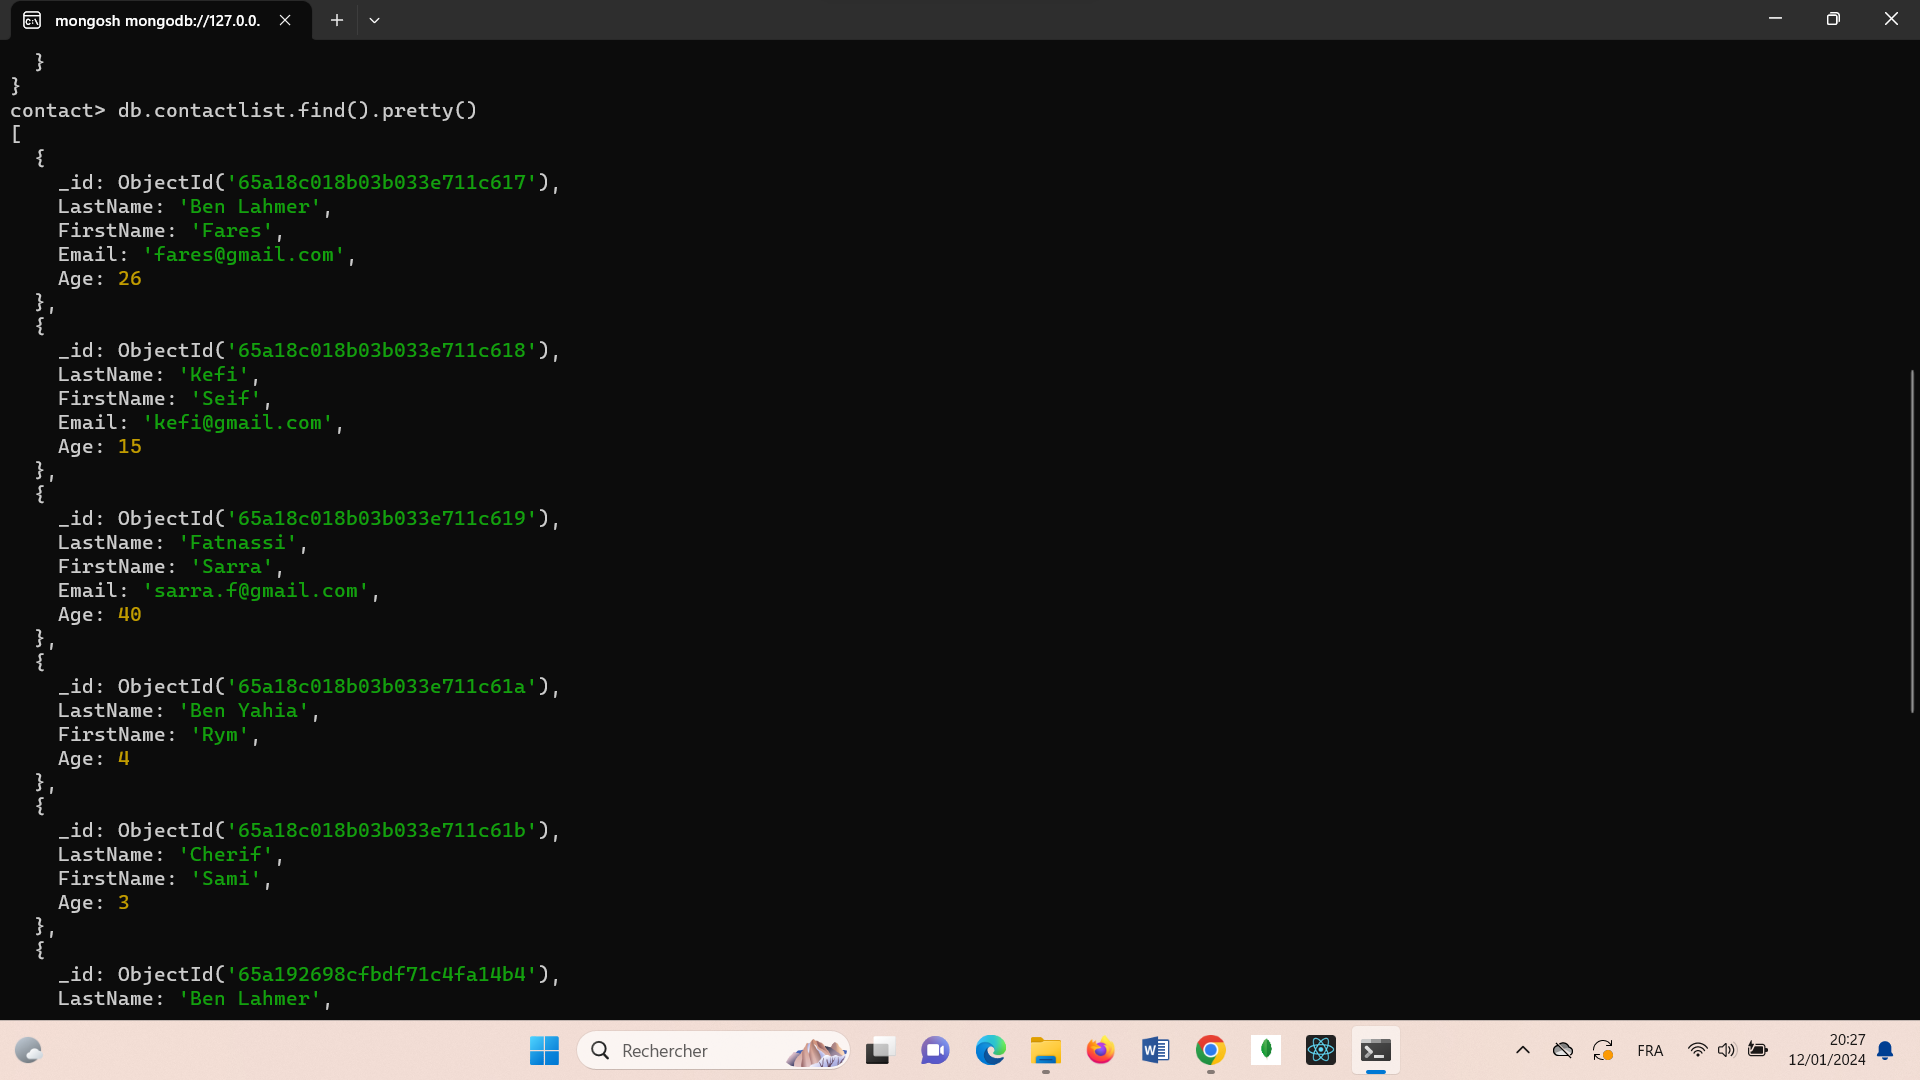 mongosh mongodb://127.0.0.
  }
}
contact> db.contactlist.find().pretty()
[
  {
    _id: ObjectId('65a18c018b03b033e711c617'),
    LastName: 'Ben Lahmer',
    FirstName: 'Fares',
    Email: 'fares@gmail.com',
    Age: 26
  },
  {
    _id: ObjectId('65a18c018b03b033e711c618'),
    LastName: 'Kefi',
    FirstName: 'Seif',
    Email: 'kefi@gmail.com',
    Age: 15
  },
  {
    _id: ObjectId('65a18c018b03b033e711c619'),
    LastName: 'Fatnassi',
    FirstName: 'Sarra',
    Email: 'sarra.f@gmail.com',
    Age: 40
  },
  {
    _id: ObjectId('65a18c018b03b033e711c61a'),
    LastName: 'Ben Yahia',
    FirstName: 'Rym',
    Age: 4
  },
  {
    _id: ObjectId('65a18c018b03b033e711c61b'),
    LastName: 'Cherif',
    FirstName: 'Sami',
    Age: 3
  },
  {
    _id: ObjectId('65a192698cfbdf71c4fa14b4'),
    LastName: 'Ben Lahmer',
Rechercher
FRA
20:27
12/01/2024